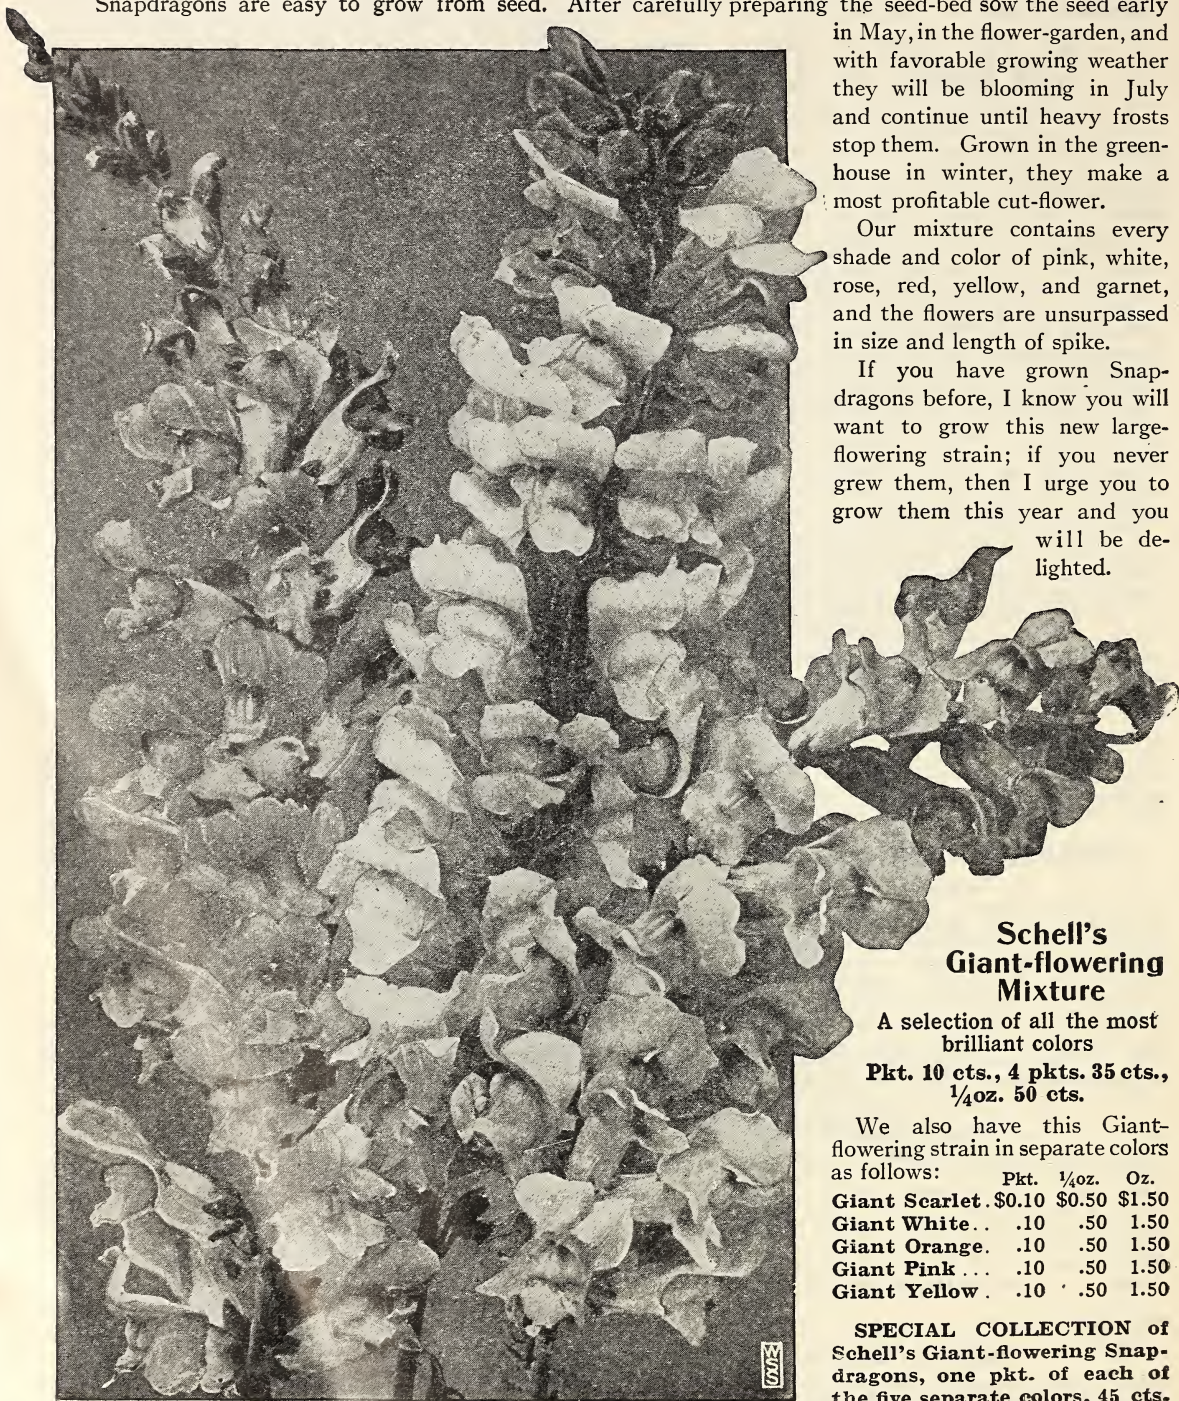 Snapdragons are easy to grow from seed. After carefully preparing the seed-bed sow the seed early
in May, in the flower-garden, and
with favorable growing weather
they will be blooming in July
and continue until heavy frosts
stop them. Grown in the green-
house in winter, they make a
most profitable cut-flower.
Our mixture contains every
shade and color of pink, white,
rose, red, yellow, and garnet,
and the flowers are unsurpassed
in size and length of spike.
If you have grown Snap-
dragons before, I know you will
want to grow this new large-
flowering strain; if you never
grew them, then I urge you to
grow them this year and you
will be de-
lighted.
Schell's
Giant-flowering
Mixture
A selection of all the most
brilliant colors
Pkt. 10 cts., 4 pkts. 35 cts.,
¼oz. 50 cts.
We also have this Giant-
flowering strain in separate colors
as follows: Pkt. ¼oz. Oz.
Giant Scarlet. $0.10 $0.50 $1.50
Giant White.. .10 .50 1.50
Giant Orange. .10 .50 1.50
Giant Pink... .10 .50 1.50
Giant Yellow. .10 .50 1.50
SPECIAL COLLECTION of
Schell's Giant-flowering Snap-
dragons, one pkt. of each of
the five separate colors, 45 cts.
WSS